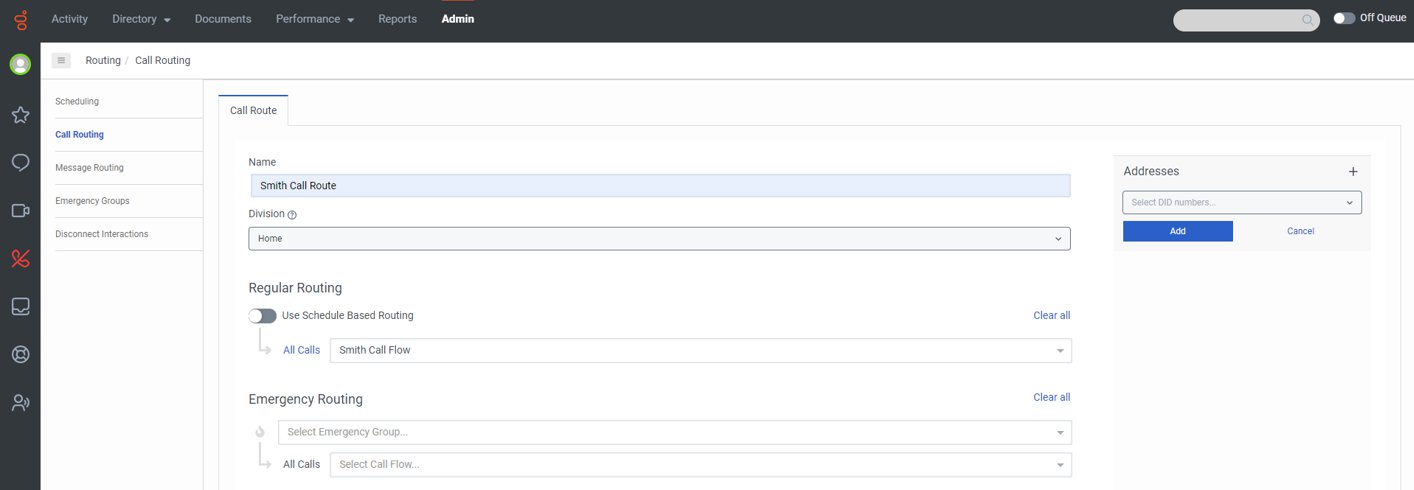 Activity Directory Documents Performance Reports Admin Off Queue
Routing / Call Routing
Scheduling
Call Routing
Message Routing
Emergency Groups
Disconnect Interactions
Call Route
Name
Smith Call Route
Division
Home
Regular Routing
Use Schedule Based Routing Clear all
All Calls Smith Call Flow
Emergency Routing Clear all
Select Emergency Group...
All Calls Select Call Flow...
Addresses
Select DID numbers...
Add Cancel